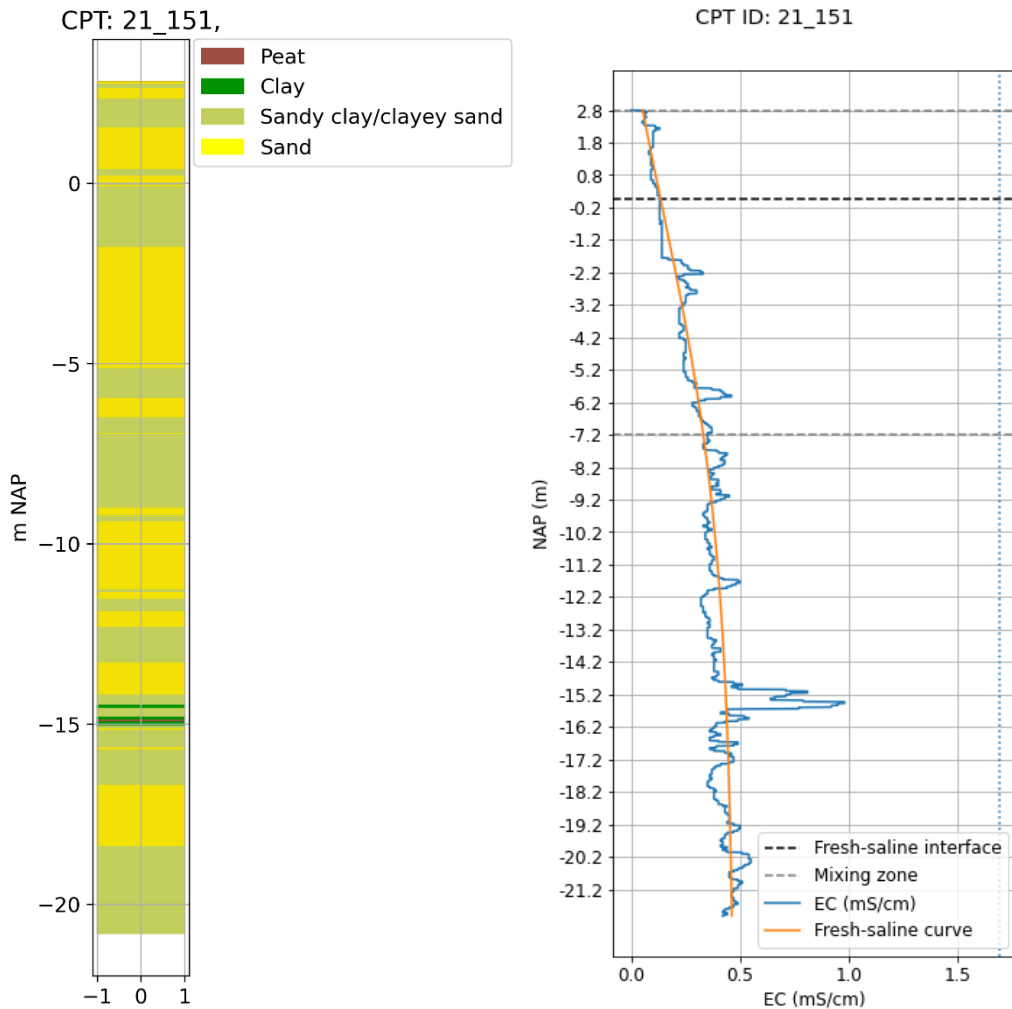 CPT: 21_151,
Peat
Clay
Sandy clay/clayey sand
Sand
m NAP
0
−5
−10
−15
−20
−1
0
1
CPT ID: 21_151
NAP (m)
2.8
1.8
0.8
-0.2
-1.2
-2.2
-3.2
-4.2
-5.2
-6.2
-7.2
-8.2
-9.2
-10.2
-11.2
-12.2
-13.2
-14.2
-15.2
-16.2
-17.2
-18.2
-19.2
-20.2
-21.2
Fresh-saline interface
Mixing zone
EC (mS/cm)
Fresh-saline curve
0.0
0.5
1.0
1.5
EC (mS/cm)